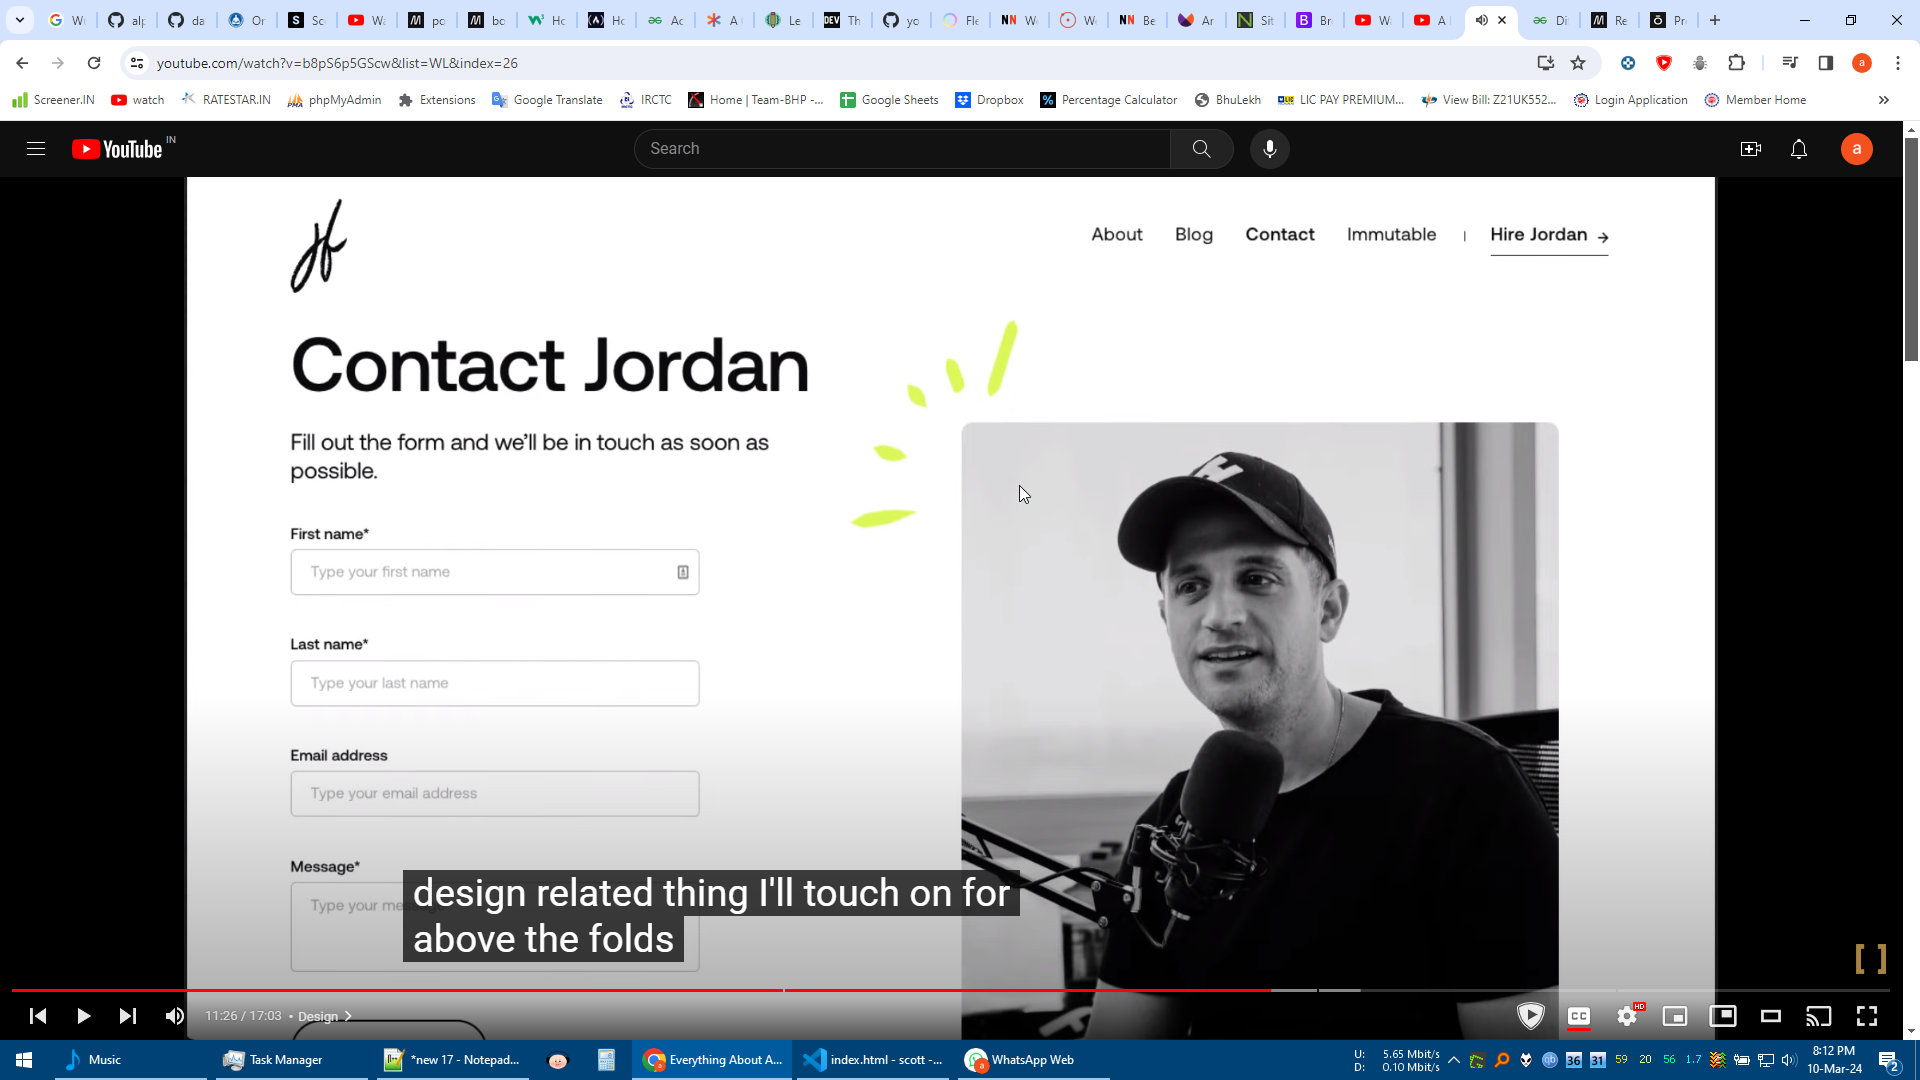 youtube.com/watch?v=b8pS6p5GScw&list=WL&index=26
Screener.IN
watch
RATESTAR.IN
phpMyAdmin
Extensions
Google Translate
IRCTC
Home | Team-BHP -...
Google Sheets
Dropbox
Percentage Calculator
BhuLekh
LIC PAY PREMIUM...
View Bill: Z21UK552...
Login Application
Member Home
YouTube IN
Search
a
About Blog Contact Immutable | Hire Jordan →
Contact Jordan
Fill out the form and we'll be in touch as soon as
possible.
First name*
Type your first name
Last name*
Type your last name
Email address
Type your email address
Message*
Type your
design related thing I'll touch on for
above the folds
11:26 / 17:03 • Design
CC
HD
Music
Task Manager
*new 17 - Notepad...
Everything About A...
index.html - scott -...
WhatsApp Web
U: 5.65 Mbit/s
D: 0.10 Mbit/s
36 31 59 20 56 1.7
8:12 PM
10-Mar-24
2